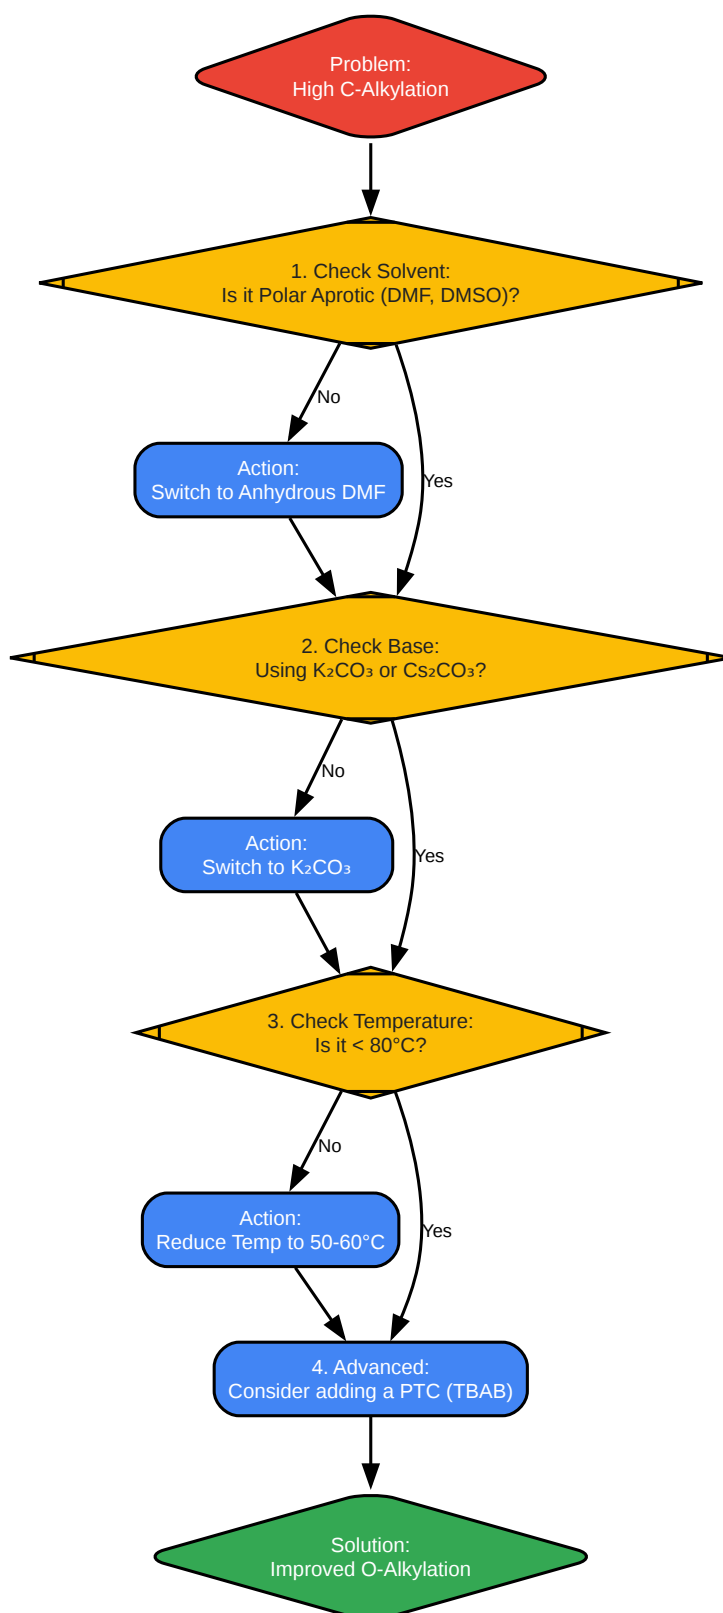 Problem:
High C-Alkylation
1. Check Solvent:
Is it Polar Aprotic (DMF, DMSO)?
No
Action:
Switch to Anhydrous DMF
Yes
2. Check Base:
Using K₂CO₃ or Cs₂CO₃?
No
Action:
Switch to K₂CO₃
Yes
3. Check Temperature:
Is it < 80°C?
No
Action:
Reduce Temp to 50-60°C
Yes
4. Advanced:
Consider adding a PTC (TBAB)
Solution:
Improved O-Alkylation